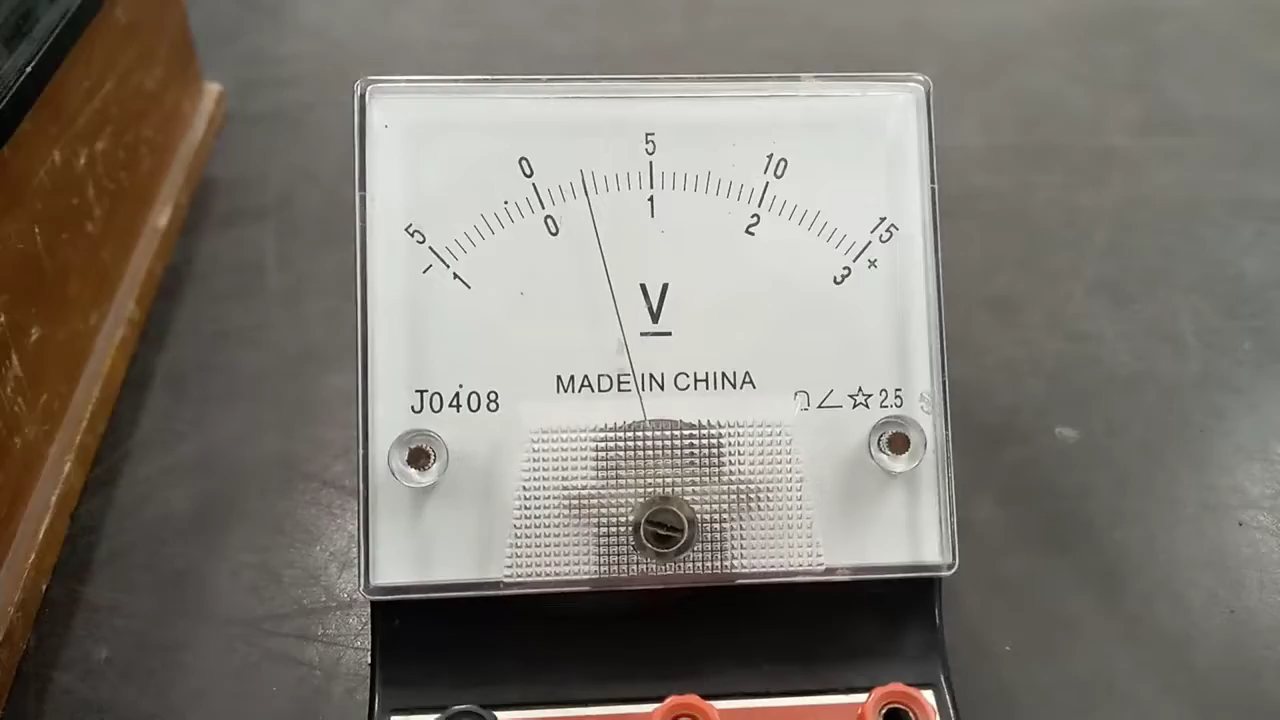 5 0 5 10 15
− 1 0 1 2 3 +
V
MADE IN CHINA
J0408
2.5